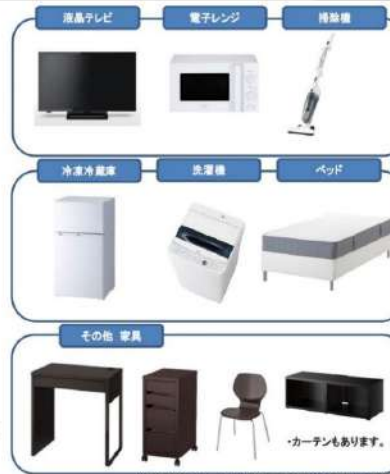 液晶テレビ
電子レンジ
掃除機
冷凍冷蔵庫
洗濯機
ベッド
その他 家具
・カーテンもあります。